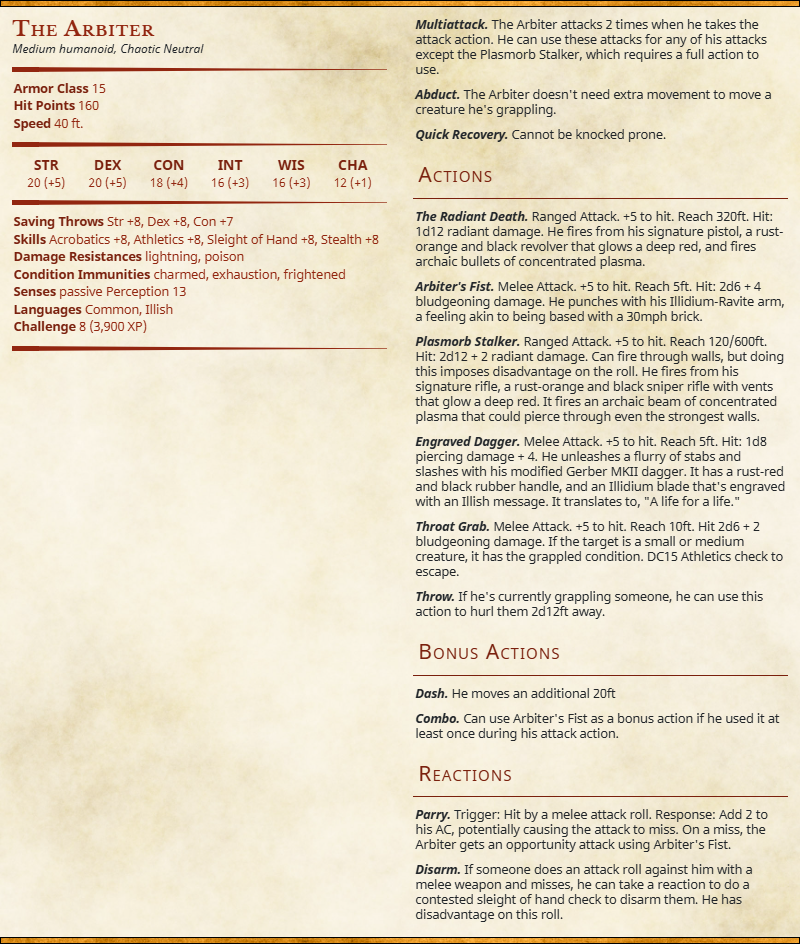 The Arbiter
Medium humanoid, Chaotic Neutral
Armor Class 15
Hit Points 160
Speed 40 ft.
STR DEX CON INT WIS CHA
20 (+5) 20 (+5) 18 (+4) 16 (+3) 16 (+3) 12 (+1)
Saving Throws Str +8, Dex +8, Con +7
Skills Acrobatics +8, Athletics +8, Sleight of Hand +8, Stealth +8
Damage Resistances lightning, poison
Condition Immunities charmed, exhaustion, frightened
Senses passive Perception 13
Languages Common, Illish
Challenge 8 (3,900 XP)
Multiattack. The Arbiter attacks 2 times when he takes the
attack action. He can use these attacks for any of his attacks
except the Plasmorb Stalker, which requires a full action to
use.
Abduct. The Arbiter doesn't need extra movement to move a
creature he's grappling.
Quick Recovery. Cannot be knocked prone.
Actions
The Radiant Death. Ranged Attack. +5 to hit. Reach 320ft. Hit:
1d12 radiant damage. He fires from his signature pistol, a rust-
orange and black revolver that glows a deep red, and fires
archaic bullets of concentrated plasma.
Arbiter's Fist. Melee Attack. +5 to hit. Reach 5ft. Hit: 2d6 + 4
bludgeoning damage. He punches with his Illidium-Ravite arm,
a feeling akin to being based with a 30mph brick.
Plasmorb Stalker. Ranged Attack. +5 to hit. Reach 120/600ft.
Hit: 2d12 + 2 radiant damage. Can fire through walls, but doing
this imposes disadvantage on the roll. He fires from his
signature rifle, a rust-orange and black sniper rifle with vents
that glow a deep red. It fires an archaic beam of concentrated
plasma that could pierce through even the strongest walls.
Engraved Dagger. Melee Attack. +5 to hit. Reach 5ft. Hit: 1d8
piercing damage + 4. He unleashes a flurry of stabs and
slashes with his modified Gerber MKII dagger. It has a rust-red
and black rubber handle, and an Illidium blade that's engraved
with an Illish message. It translates to, "A life for a life."
Throat Grab. Melee Attack. +5 to hit. Reach 10ft. Hit 2d6 + 2
bludgeoning damage. If the target is a small or medium
creature, it has the grappled condition. DC15 Athletics check to
escape.
Throw. If he's currently grappling someone, he can use this
action to hurl them 2d12ft away.
Bonus Actions
Dash. He moves an additional 20ft
Combo. Can use Arbiter's Fist as a bonus action if he used it at
least once during his attack action.
Reactions
Parry. Trigger: Hit by a melee attack roll. Response: Add 2 to
his AC, potentially causing the attack to miss. On a miss, the
Arbiter gets an opportunity attack using Arbiter's Fist.
Disarm. If someone does an attack roll against him with a
melee weapon and misses, he can take a reaction to do a
contested sleight of hand check to disarm them. He has
disadvantage on this roll.